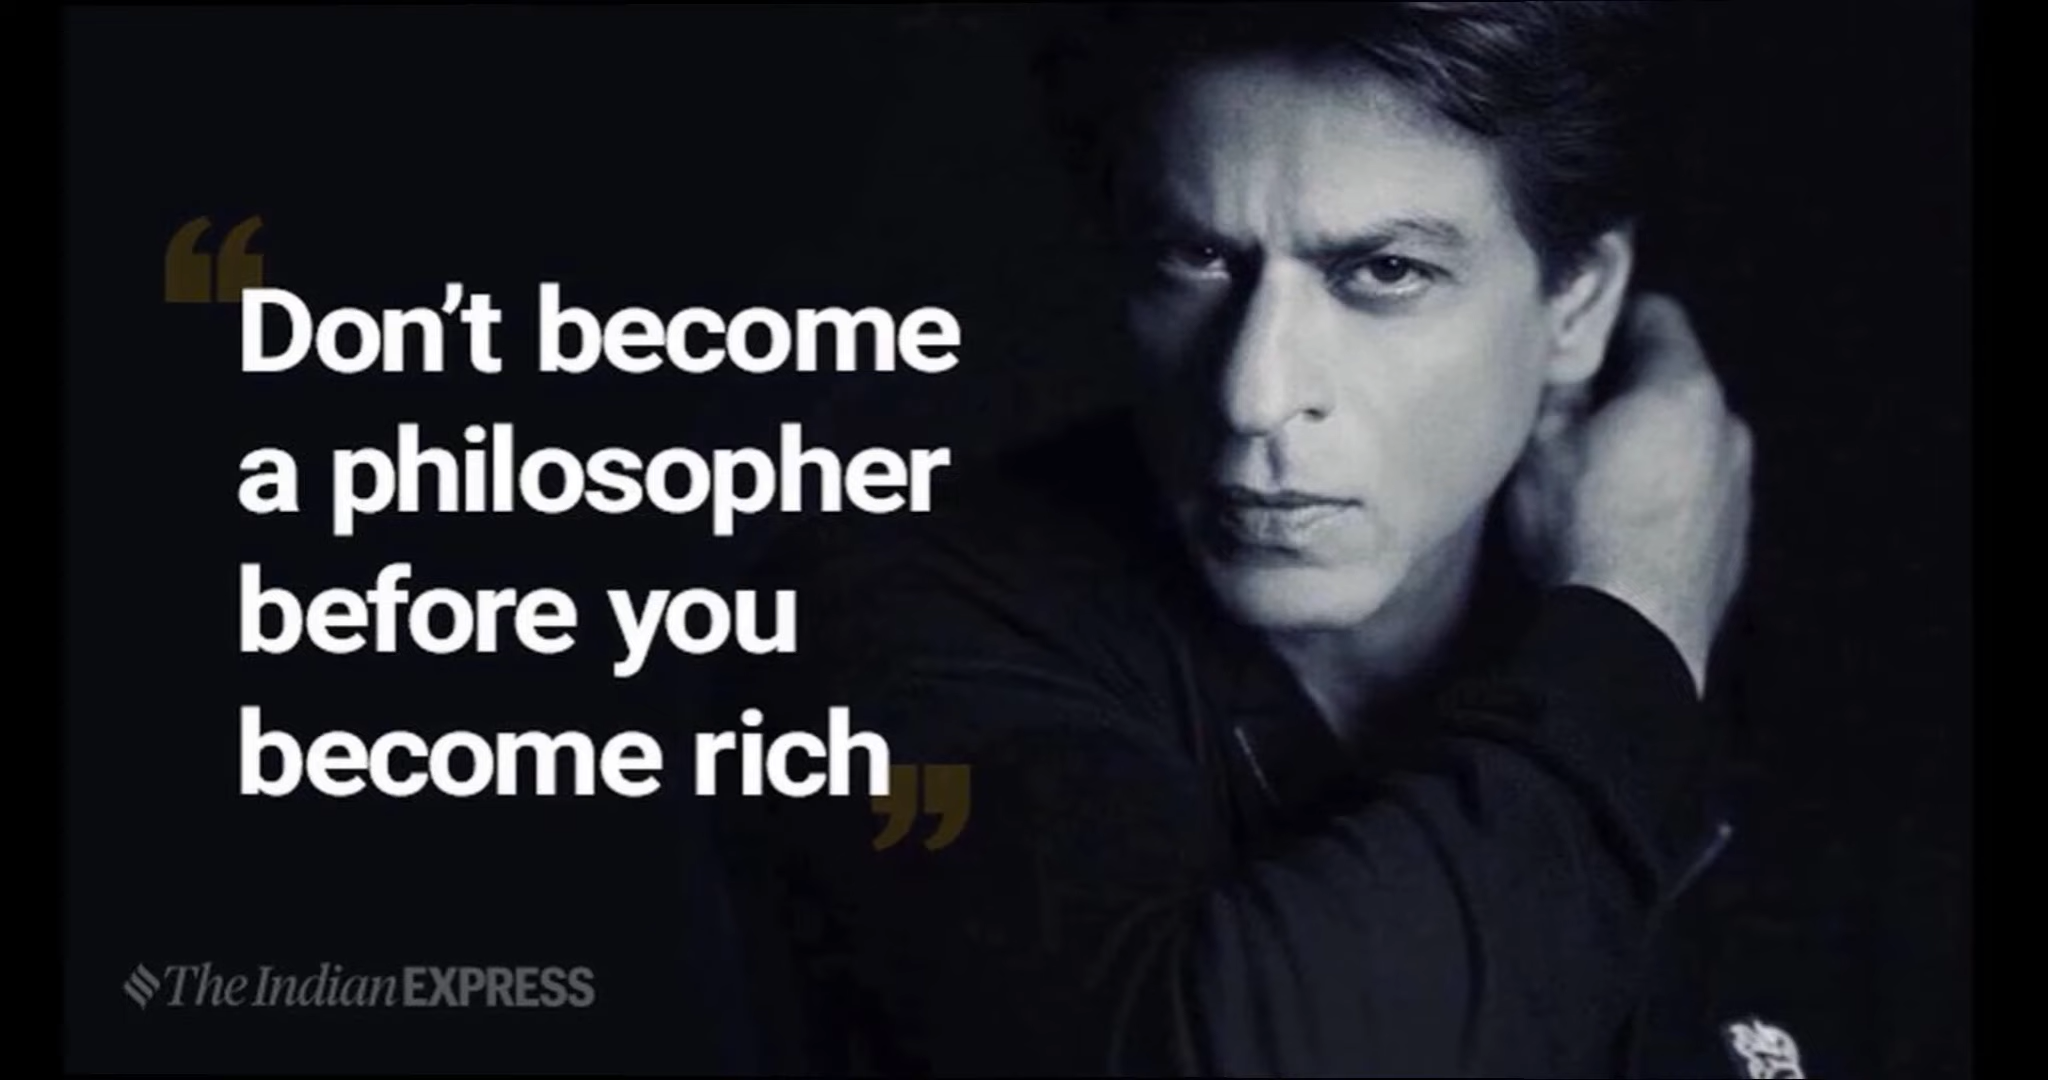 “Don’t become
a philosopher
before you
become rich”
The Indian EXPRESS